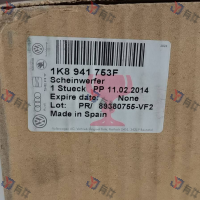 1K8 941 753F
Scheinwerfer
1 Stueck PP 11.02.2014
Expire date: None
Lot: PR/ 89380755-VF2
Made in Spain